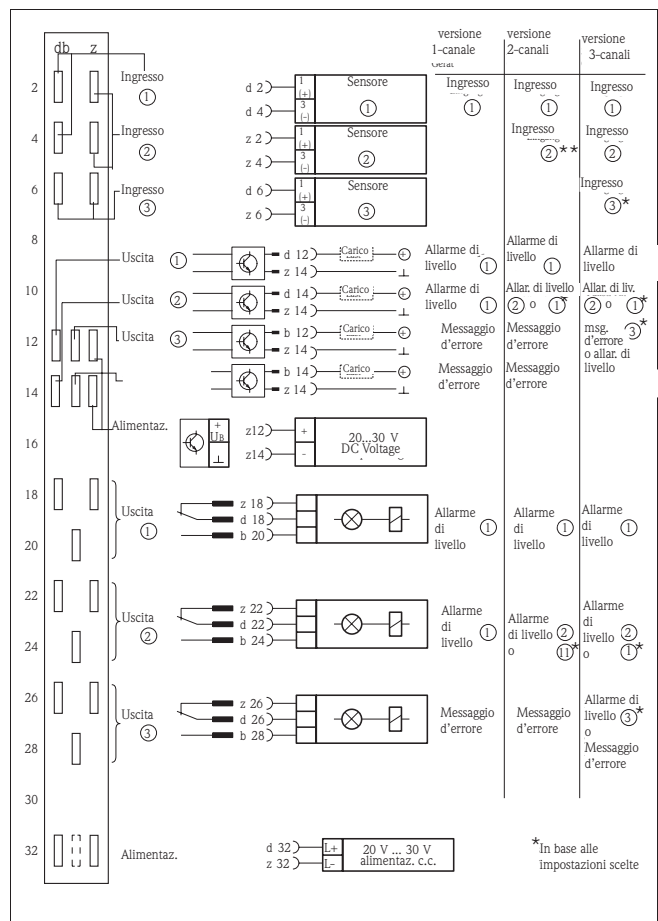 versione 1-canale
versione 2-canali
versione 3-canali
db z
2 Ingresso 1
d 2 1 (+) Sensore 1
d 4 3 (-)
Ingresso 1
Ingresso 1
Ingresso 1
4 Ingresso 2
z 2 1 (+) Sensore 2
z 4 3 (-)
Ingresso 2**
Ingresso 2
6 Ingresso 3
d 6 1 (+) Sensore 3
z 6 3 (-)
Ingresso 3*
8
Uscita 1
d 12 Carico +
z 14
Allarme di livello 1
Allarme di livello 1
Allarme di livello
10
Uscita 2
d 14 Carico +
z 14
Allarme di livello 1
Allar. di livello 2 o 1*
Allar. di liv. 2 o 1*
12
Uscita 3
b 12 Carico +
z 14
Messaggio d'errore
Messaggio d'errore
msg. d'errore 3* o allar. di livello
14
b 14 Carico +
z 14
Messaggio d'errore
Messaggio d'errore
Alimentaz.
+ UB
z12 +
z14 -
20...30 V
DC Voltage
16
18
20
Uscita 1
z 18
d 18
b 20
Allarme di livello 1
Allarme di livello 1
Allarme di livello 1
22
24
Uscita 2
z 22
d 22
b 24
Allarme di livello 1
Allarme di livello 2 o 11*
Allarme di livello 2 o 1*
26
28
Uscita 3
z 26
d 26
b 28
Messaggio d'errore
Messaggio d'errore
Allarme di livello 3* o Messaggio d'errore
30
32
Alimentaz.
d 32 L+
z 32 L-
20 V ... 30 V
alimentaz. c.c.
*In base alle
impostazioni scelte